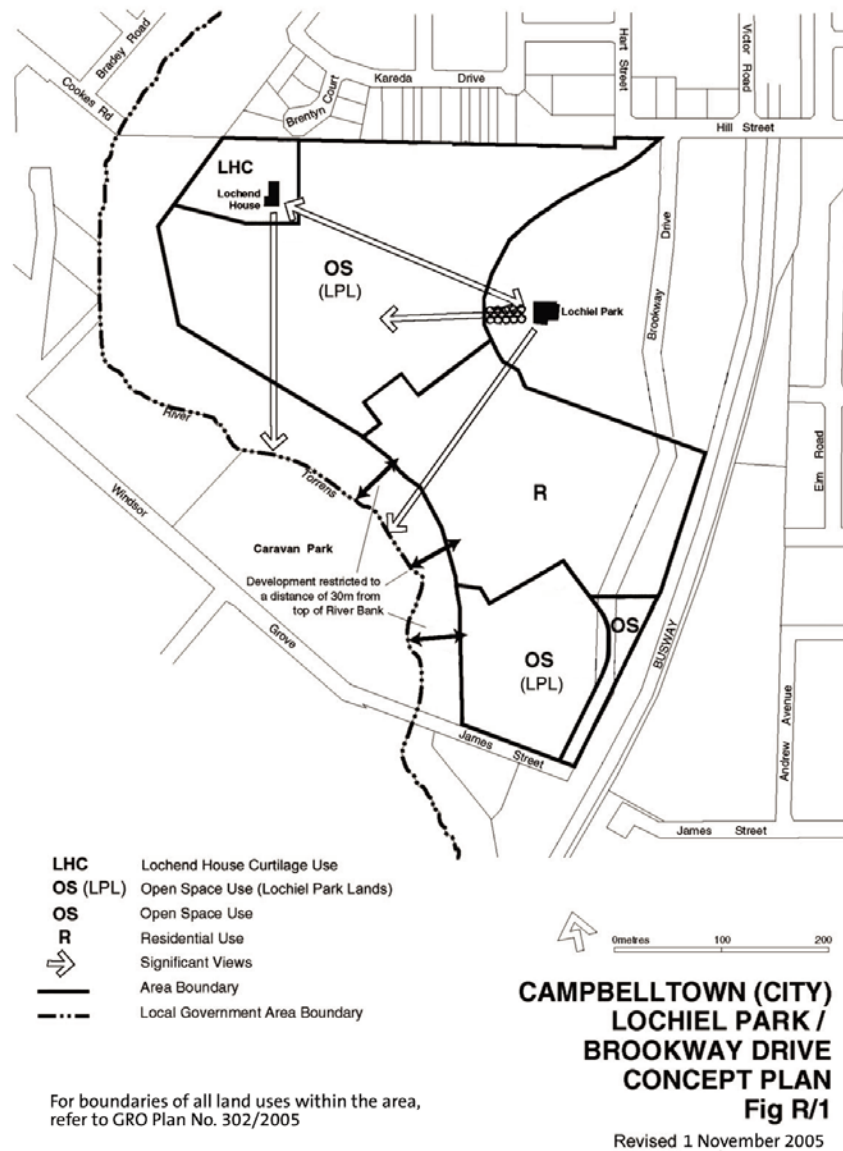 Bradey Road
Cookes Rd
Brentyn Court
Kareda Drive
Hart Street
Victor Road
Hill Street
LHC
Lochend
House
OS
(LPL)
Lochiel Park
Brookway Drive
River
Torrens
Windsor
Grove
R
Elm Road
Caravan Park
Development restricted to
a distance of 30m from
top of River Bank
OS
(LPL)
OS
BUSWAY
James Street
Andrew Avenue
James Street
LHC Lochend House Curtilage Use
OS (LPL) Open Space Use (Lochiel Park Lands)
OS Open Space Use
R Residential Use
Significant Views
Area Boundary
Local Government Area Boundary
0metres 100 200
CAMPBELLTOWN (CITY)
LOCHIEL PARK /
BROOKWAY DRIVE
CONCEPT PLAN
Fig R/1
Revised 1 November 2005
For boundaries of all land uses within the area,
refer to GRO Plan No. 302/2005